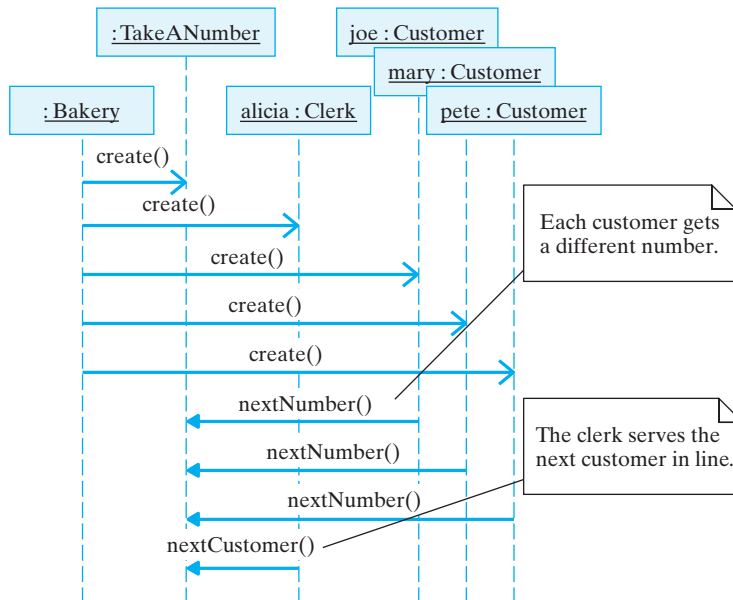 :TakeANumber
joe : Customer
mary : Customer
:Bakery
alicia : Clerk
pete : Customer
create()
create()
create()
create()
create()
Each customer gets
a different number.
nextNumber()
nextNumber()
nextNumber()
The clerk serves the
next customer in line.
nextCustomer()